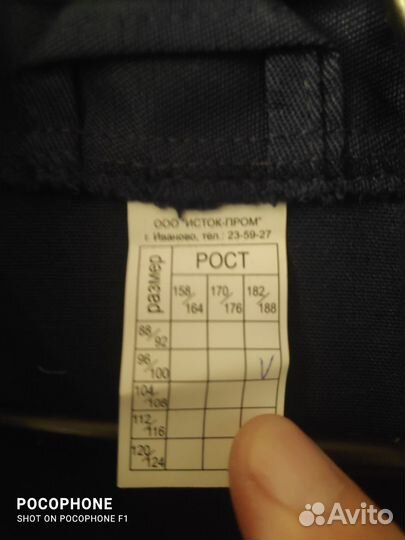 ООО "ИСТОК-ПРОМ"
г. Иваново, тел.: 23-59-27
размер РОСТ
158/164 170/176 182/188
88/92
96/100 V
104/108
112/116
120/124
POCOPHONE
SHOT ON POCOPHONE F1
Avito